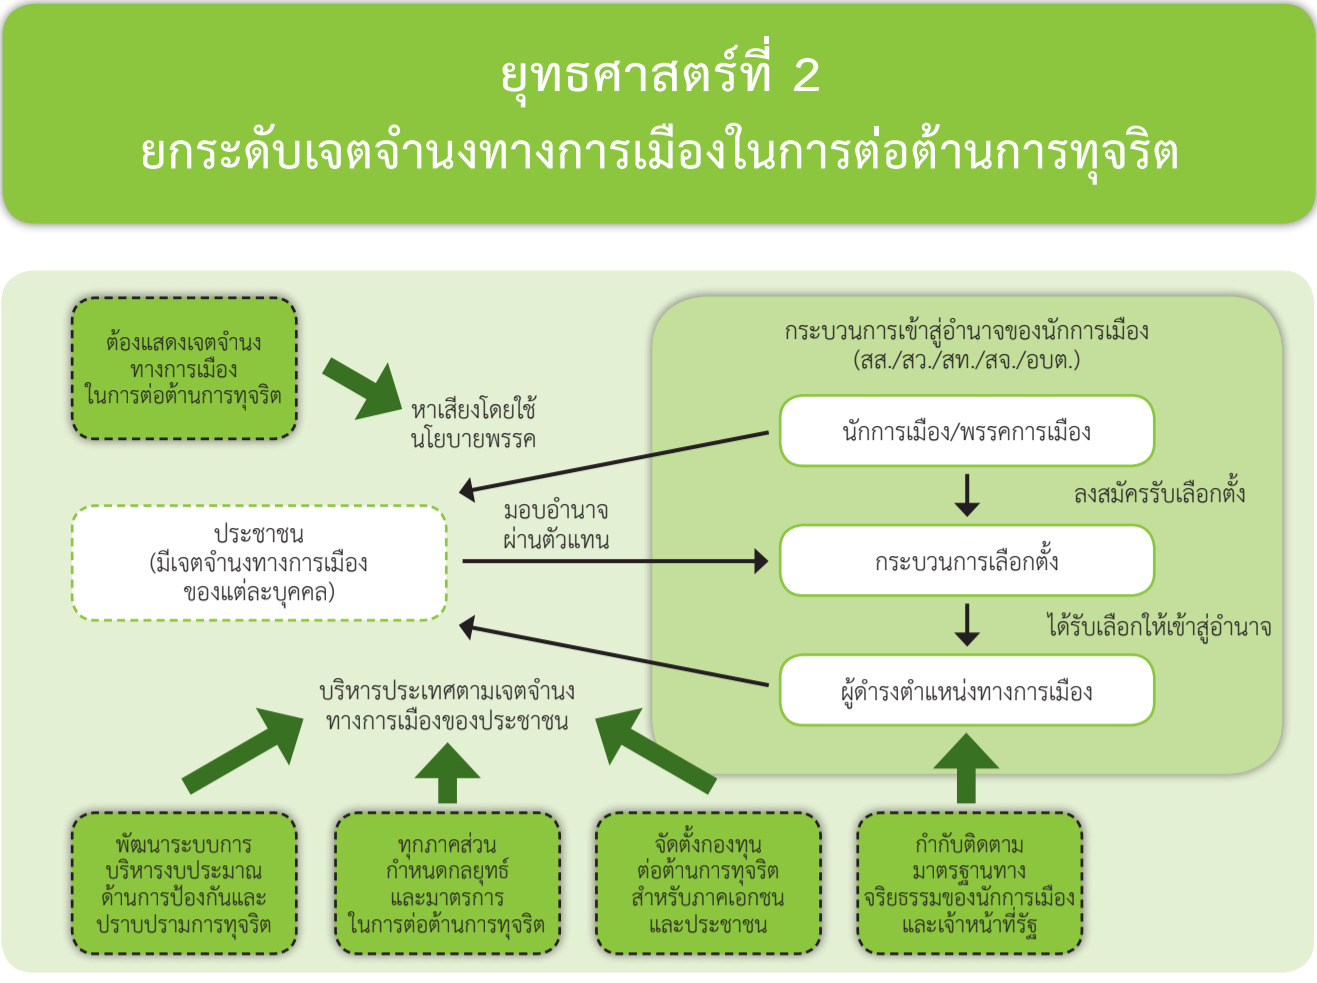 ยุทธศาสตร์ที่ 2
ยกระดับเจตจำนงทางการเมืองในการต่อต้านการทุจริต
ต้องแสดงเจตจำนง
ทางการเมือง
ในการต่อต้านการทุจริต
หาเสียงโดยใช้
นโยบายพรรค
กระบวนการเข้าสู่อำนาจของนักการเมือง
(สส./สว./สท./สจ./อบต.)
นักการเมือง/พรรคการเมือง
ลงสมัครรับเลือกตั้ง
ประชาชน
(มีเจตจำนงทางการเมือง
ของแต่ละบุคคล)
มอบอำนาจ
ผ่านตัวแทน
กระบวนการเลือกตั้ง
ได้รับเลือกให้เข้าสู่อำนาจ
ผู้ดำรงตำแหน่งทางการเมือง
บริหารประเทศตามเจตจำนง
ทางการเมืองของประชาชน
พัฒนาระบบการ
บริหารงบประมาณ
ด้านการป้องกันและ
ปราบปรามการทุจริต
ทุกภาคส่วน
กำหนดกลยุทธ์
และมาตรการ
ในการต่อต้านการทุจริต
จัดตั้งกองทุน
ต่อต้านการทุจริต
สำหรับภาคเอกชน
และประชาชน
กำกับติดตาม
มาตรฐานทาง
จริยธรรมของนักการเมือง
และเจ้าหน้าที่รัฐ